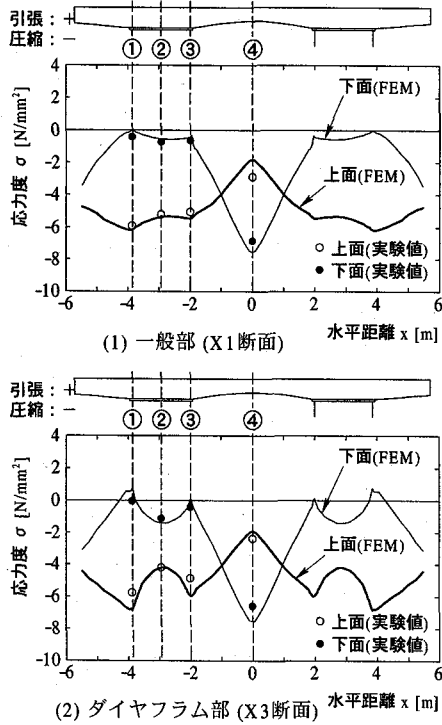 引張：＋
圧縮：－
① ② ③ ④
応力度 σ [N/mm²]
4
2
0
-2
-4
-6
-8
-10
下面(FEM)
上面(FEM)
○ 上面(実験値)
● 下面(実験値)
-6 -4 -2 0 2 4 6
水平距離 x [m]
(1) 一般部 (X1断面)
引張：＋
圧縮：－
① ② ③ ④
応力度 σ [N/mm²]
4
2
0
-2
-4
-6
-8
-10
下面(FEM)
上面(FEM)
○ 上面(実験値)
● 下面(実験値)
-6 -4 -2 0 2 4 6
水平距離 x [m]
(2) ダイヤフラム部 (X3断面)